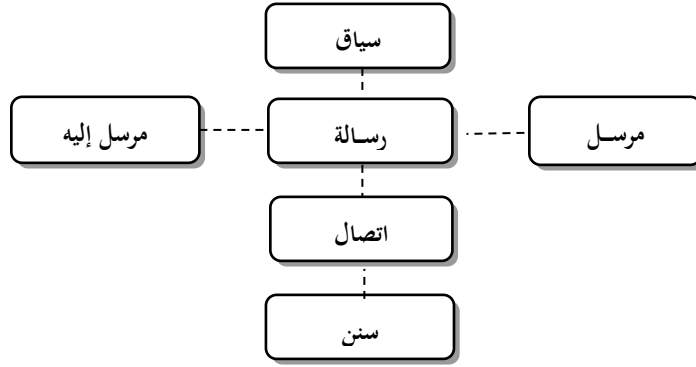 سياق
مرسل
رسالة
مرسل إليه
اتصال
سنن